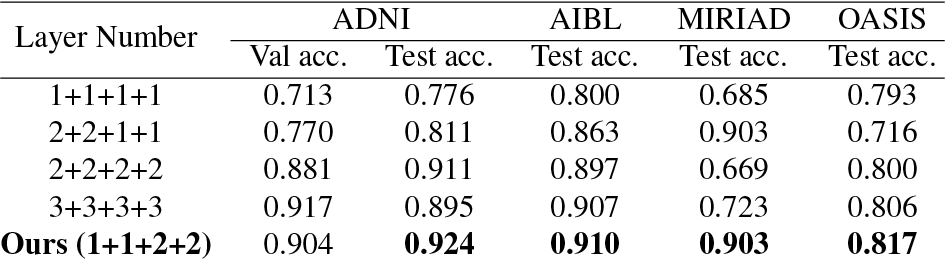 Layer Number ADNI AIBL MIRIAD OASIS
Val acc. Test acc. Test acc. Test acc. Test acc.
1+1+1+1 0.713 0.776 0.800 0.685 0.793
2+2+1+1 0.770 0.811 0.863 0.903 0.716
2+2+2+2 0.881 0.911 0.897 0.669 0.800
3+3+3+3 0.917 0.895 0.907 0.723 0.806
Ours (1+1+2+2) 0.904 0.924 0.910 0.903 0.817